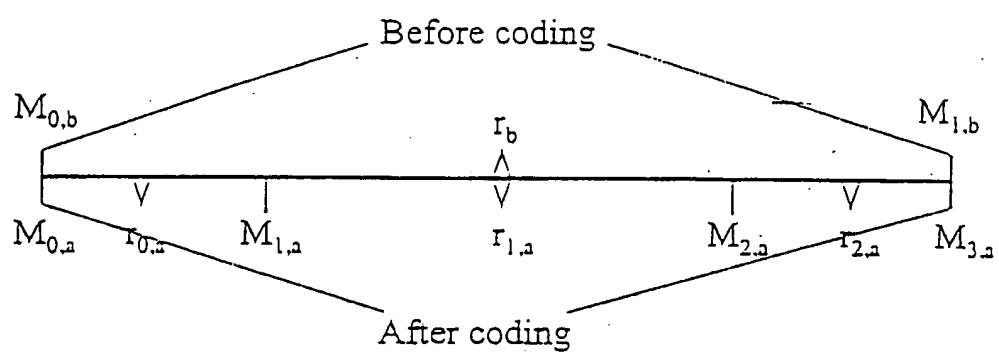 Before coding
M0,b M1,b
rb
M0,a r0,a M1,a r1,a M2,a r2,a M3,a
After coding